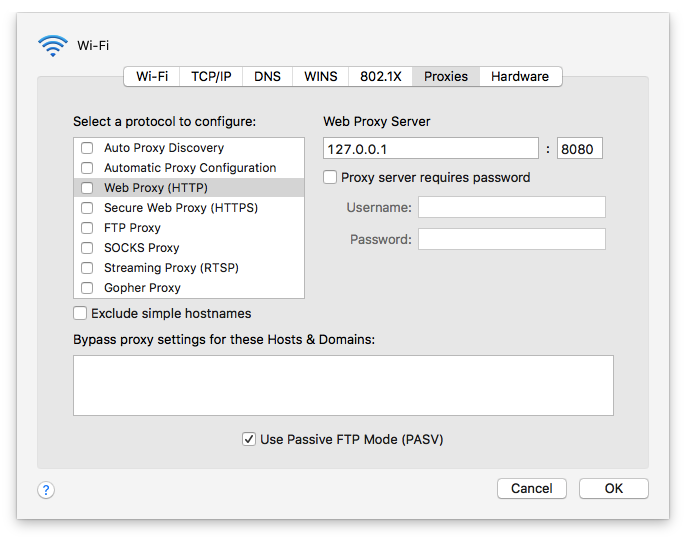 Wi-Fi
Wi-Fi TCP/IP DNS WINS 802.1X Proxies Hardware
Select a protocol to configure:
Auto Proxy Discovery
Automatic Proxy Configuration
Web Proxy (HTTP)
Secure Web Proxy (HTTPS)
FTP Proxy
SOCKS Proxy
Streaming Proxy (RTSP)
Gopher Proxy
Exclude simple hostnames
Web Proxy Server
127.0.0.1 : 8080
Proxy server requires password
Username:
Password:
Bypass proxy settings for these Hosts & Domains:
Use Passive FTP Mode (PASV)
? Cancel OK